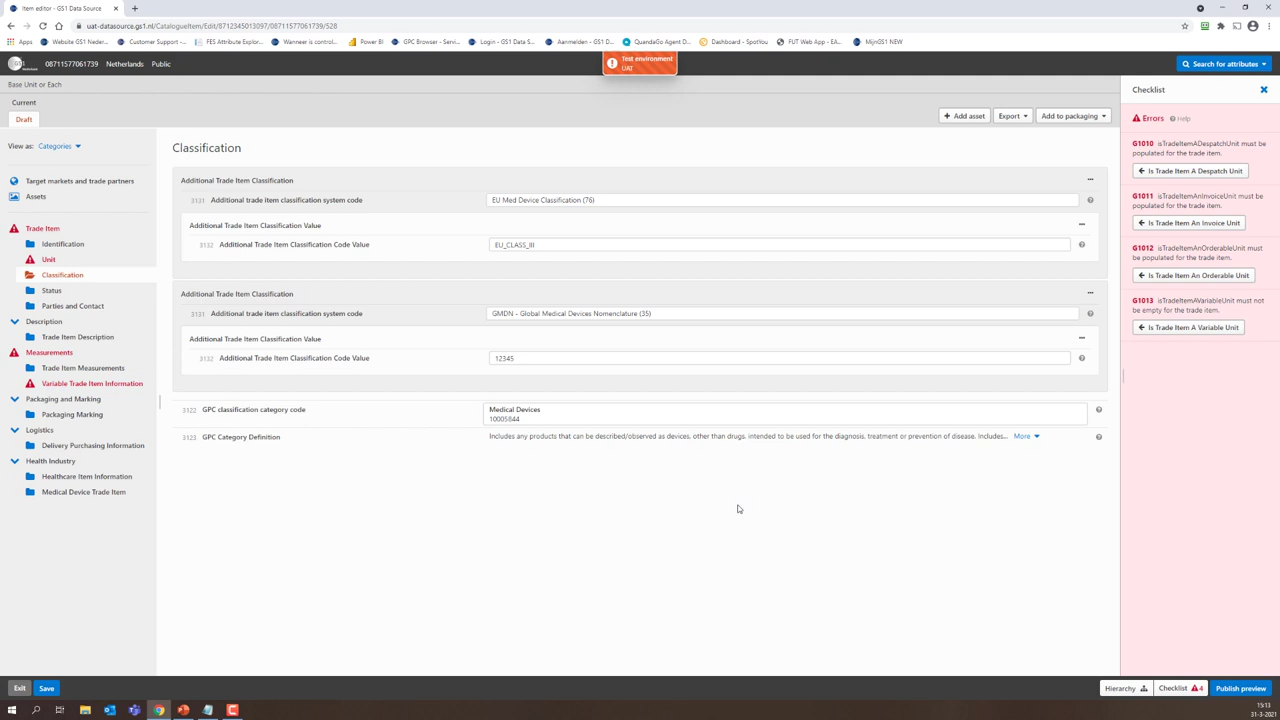 Item editor - GS1 Data Source
uat-datasource.gs1.nl/CatalogueItem/Edit/8712345013097/08711577061739/528
Apps
Website GS1 Neder...
Customer Support -...
FES Attribute Explor...
Wanneer is control...
Power BI
GPC Browser - Servi...
Login - GS1 Data S...
Aanmelden - GS1 D...
QuandaGo Agent D...
Dashboard - SpotYou
FUT Web App - EA...
MijnGS1 NEW
08711577061739
Netherlands
Public
Test environment
UAT
Search for attributes
Base Unit or Each
Current
Draft
Add asset
Export
Add to packaging
View as: Categories
Target markets and trade partners
Assets
Trade Item
Identification
Unit
Classification
Status
Parties and Contact
Description
Trade Item Description
Measurements
Trade Item Measurements
Variable Trade Item Information
Packaging and Marking
Packaging Marking
Logistics
Delivery Purchasing Information
Health Industry
Healthcare Item Information
Medical Device Trade Item
Classification
Additional Trade Item Classification
3131 Additional trade item classification system code EU Med Device Classification (76)
Additional Trade Item Classification Value
3132 Additional Trade Item Classification Code Value EU_CLASS_III
Additional Trade Item Classification
3131 Additional trade item classification system code GMDN - Global Medical Devices Nomenclature (35)
Additional Trade Item Classification Value
3132 Additional Trade Item Classification Code Value 12345
3122 GPC classification category code Medical Devices
10005844
3123 GPC Category Definition Includes any products that can be described/observed as devices, other than drugs, intended to be used for the diagnosis, treatment or prevention of disease. Includes... More
Checklist
Errors Help
G1010 isTradeItemADespatchUnit must be
populated for the trade item.
Is Trade Item A Despatch Unit
G1011 isTradeItemAnInvoiceUnit must be
populated for the trade item.
Is Trade Item An Invoice Unit
G1012 isTradeItemAnOrderableUnit must
be populated for the trade item.
Is Trade Item An Orderable Unit
G1013 isTradeItemAVariableUnit must not
be empty for the trade item.
Is Trade Item A Variable Unit
Exit
Save
Hierarchy
Checklist 4
Publish preview
15:13
31-3-2021